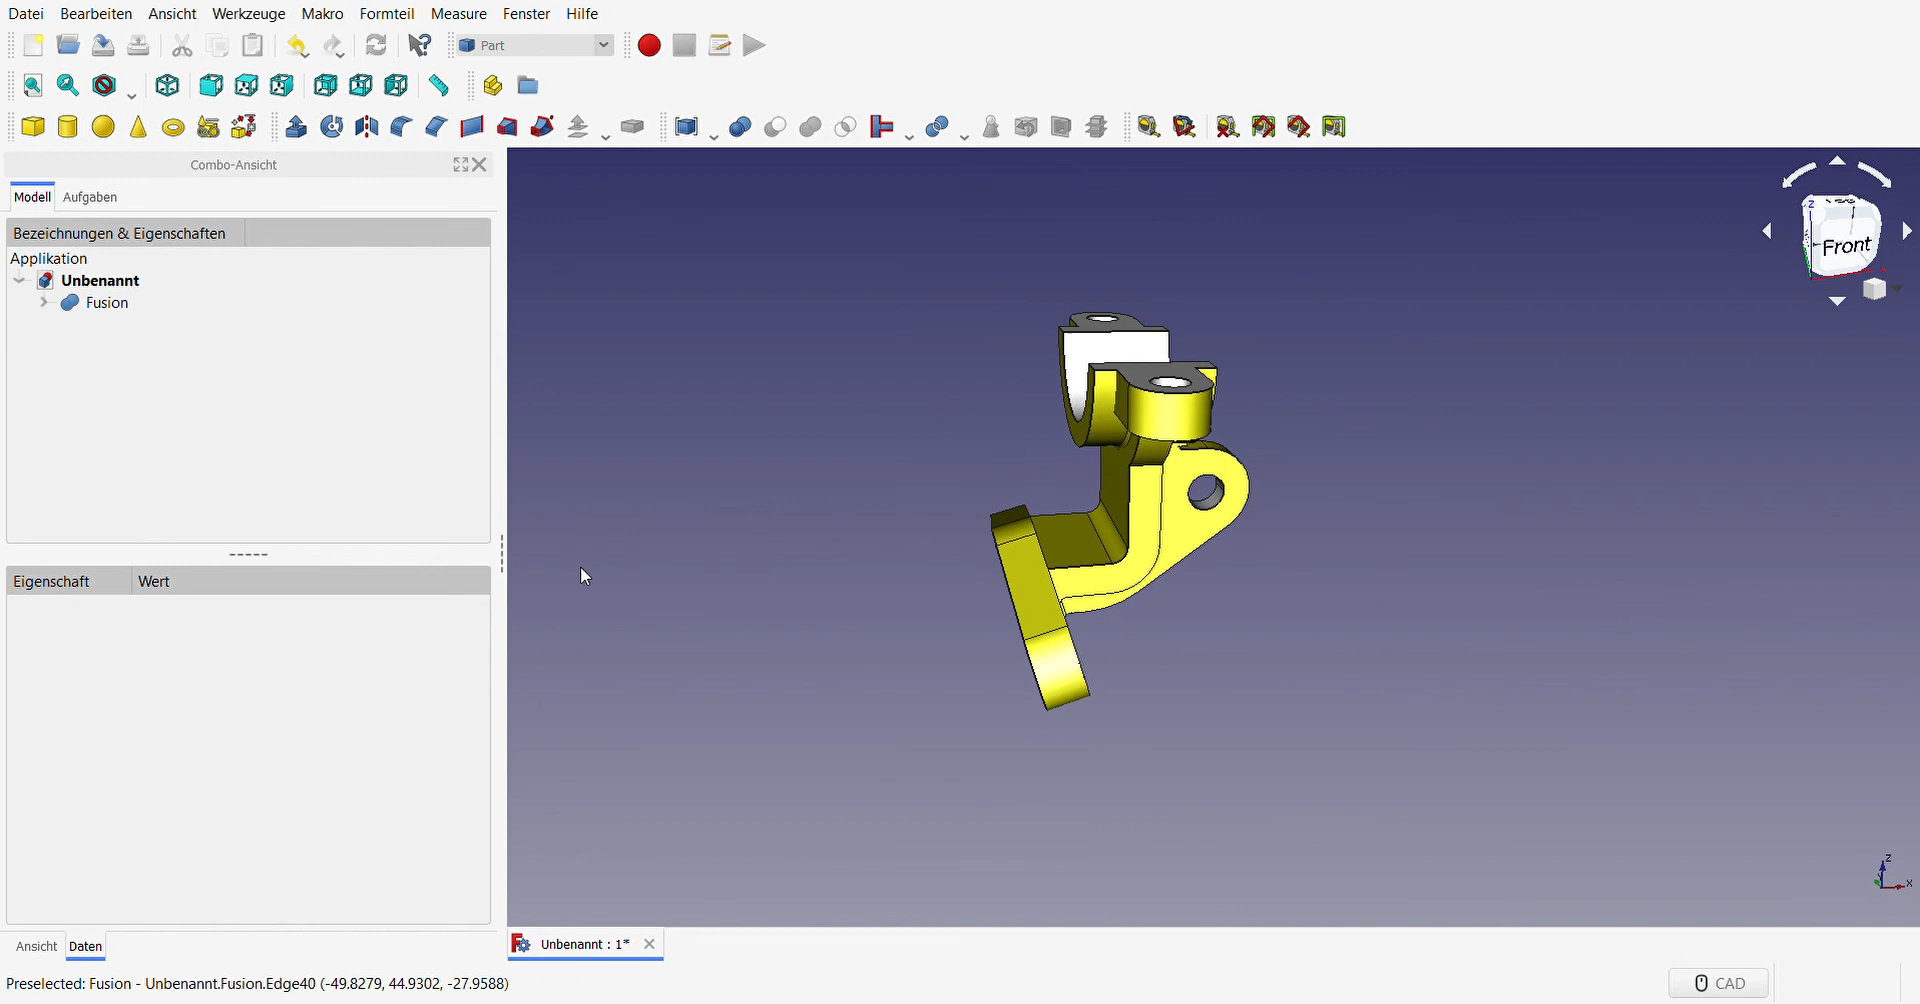 Datei Bearbeiten Ansicht Werkzeuge Makro Formteil Measure Fenster Hilfe
Part
Combo-Ansicht
Modell Aufgaben
Bezeichnungen & Eigenschaften
Applikation
Unbenannt
Fusion
Eigenschaft Wert
Ansicht Daten
Z
Front
Z
X
Unbenannt : 1*
Preselected: Fusion - Unbenannt.Fusion.Edge40 (-49.8279, 44.9302, -27.9588)
CAD